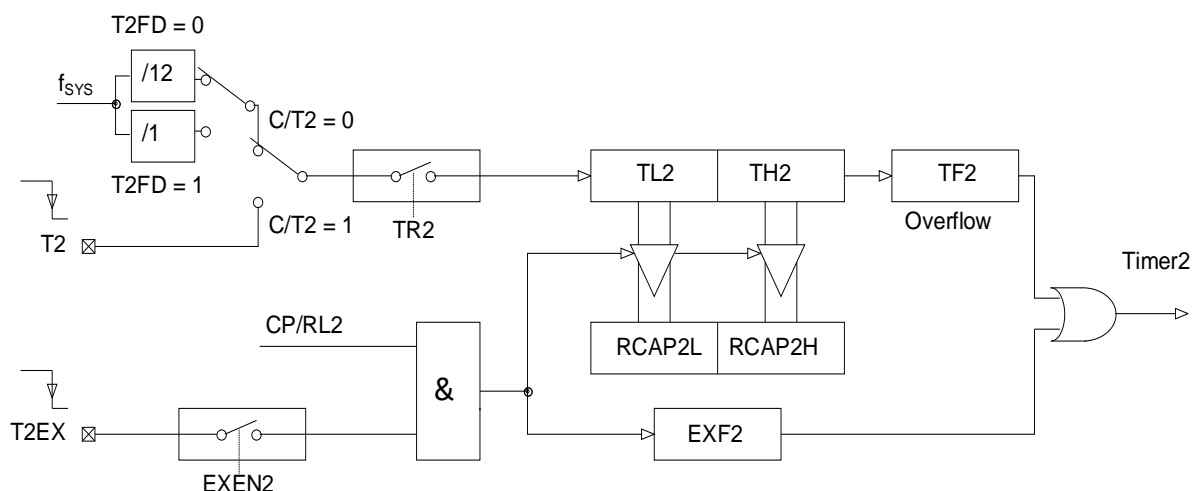 T2FD = 0
/12
fSYS
C/T2 = 0
/1
T2FD = 1
TL2 TH2 TF2
T2
C/T2 = 1
TR2
Overflow
Timer2
CP/RL2
RCAP2L RCAP2H
&
T2EX
EXF2
EXEN2